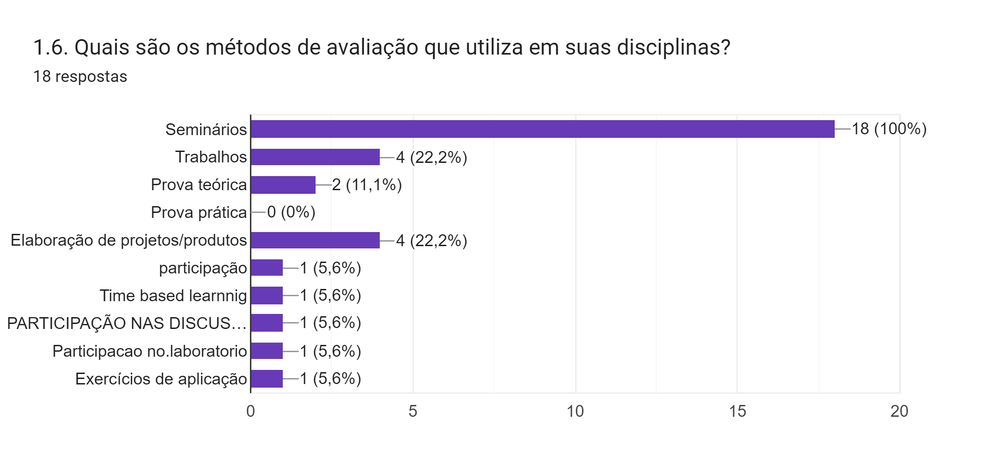 1.6. Quais são os métodos de avaliação que utiliza em suas disciplinas?
18 respostas
Seminários 18 (100%)
Trabalhos 4 (22,2%)
Prova teórica 2 (11,1%)
Prova prática 0 (0%)
Elaboração de projetos/produtos 4 (22,2%)
participação 1 (5,6%)
Time based learnnig 1 (5,6%)
PARTICIPAÇÃO NAS DISCUS… 1 (5,6%)
Participacao no.laboratorio 1 (5,6%)
Exercícios de aplicação 1 (5,6%)
0 5 10 15 20